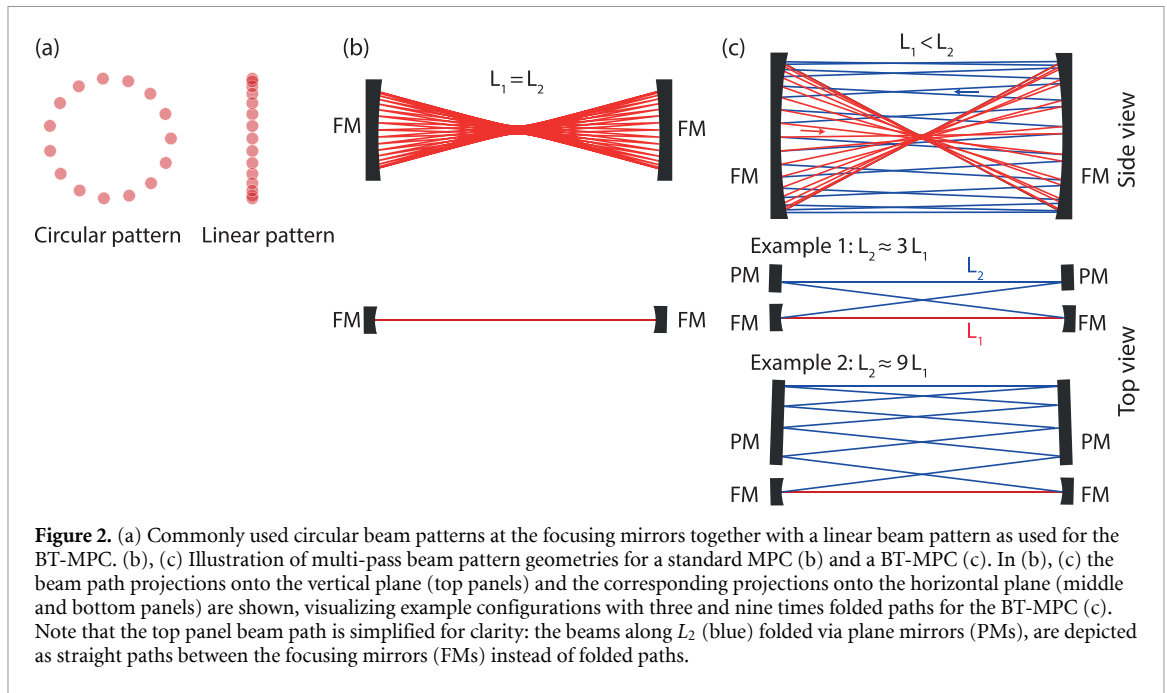 (a)
(b)
(c)
L₁ = L₂
L₁ < L₂
FM
FM
FM
FM
Side view
Circular pattern
Linear pattern
Example 1: L₂ ≈ 3 L₁
PM
L₂
PM
FM
FM
FM
L₁
FM
Example 2: L₂ ≈ 9 L₁
Top view
PM
PM
FM
FM
Figure 2. (a) Commonly used circular beam patterns at the focusing mirrors together with a linear beam pattern as used for the
BT-MPC. (b), (c) Illustration of multi-pass beam pattern geometries for a standard MPC (b) and a BT-MPC (c). In (b), (c) the
beam path projections onto the vertical plane (top panels) and the corresponding projections onto the horizontal plane (middle
and bottom panels) are shown, visualizing example configurations with three and nine times folded paths for the BT-MPC (c).
Note that the top panel beam path is simplified for clarity: the beams along L₂ (blue) folded via plane mirrors (PMs), are depicted
as straight paths between the focusing mirrors (FMs) instead of folded paths.